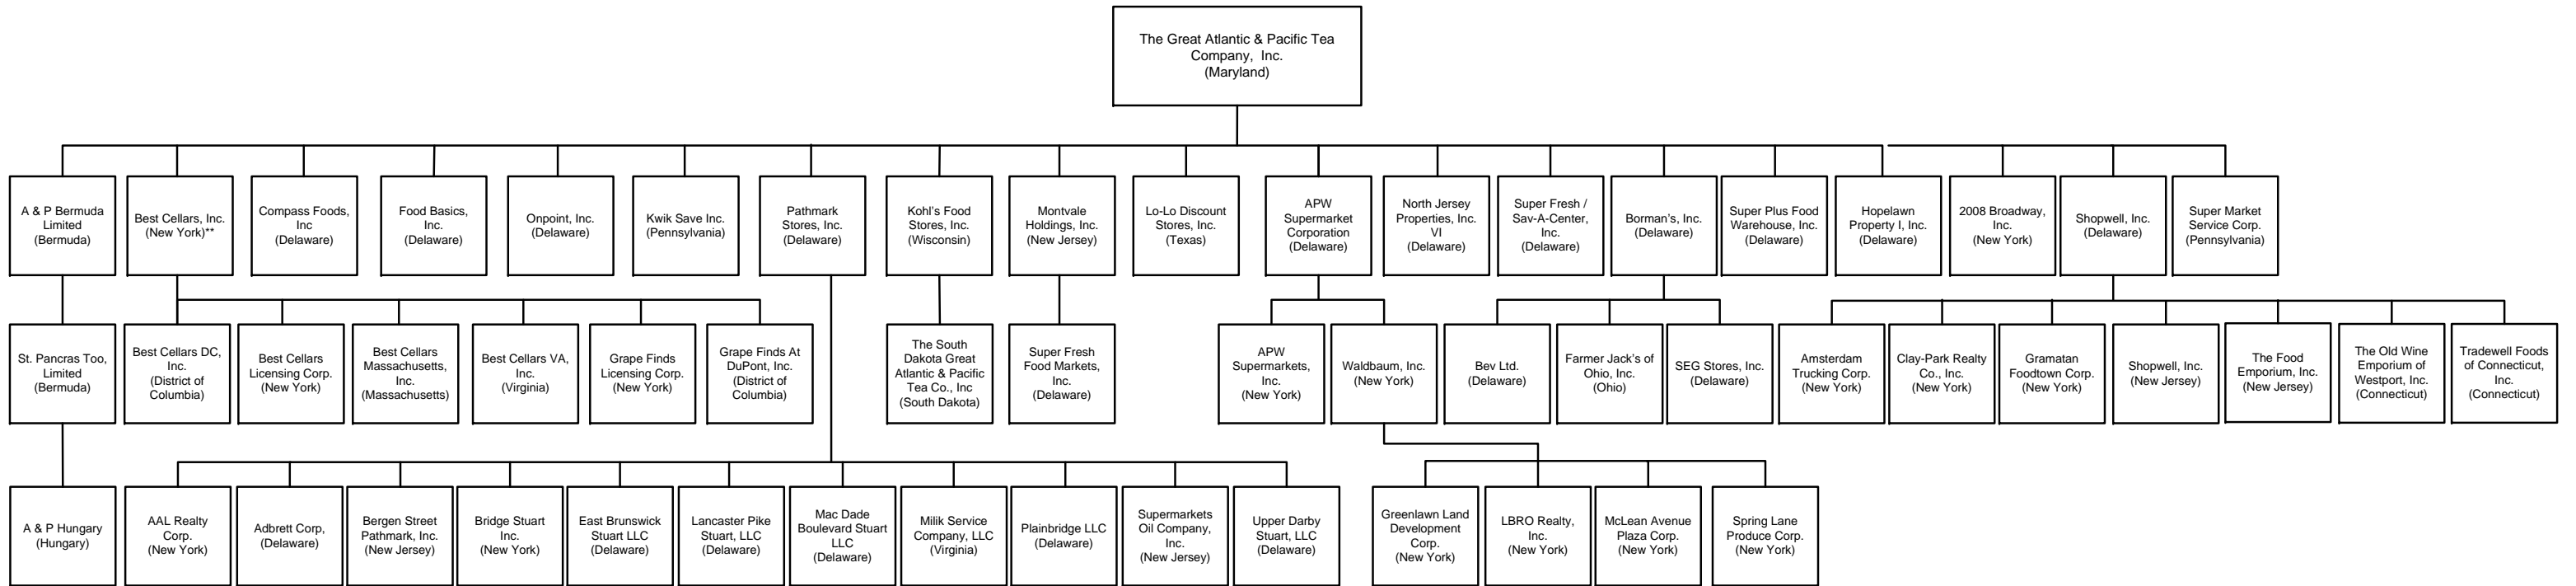 The Great Atlantic & Pacific Tea
Company, Inc.
(Maryland)
A & P Bermuda
Limited
(Bermuda)
Best Cellars, Inc.
(New York)**
Compass Foods,
Inc
(Delaware)
Food Basics,
Inc.
(Delaware)
Onpoint, Inc.
(Delaware)
Kwik Save Inc.
(Pennsylvania)
Pathmark
Stores, Inc.
(Delaware)
Kohl's Food
Stores, Inc.
(Wisconsin)
Montvale
Holdings, Inc.
(New Jersey)
Lo-Lo Discount
Stores, Inc.
(Texas)
APW
Supermarket
Corporation
(Delaware)
North Jersey
Properties, Inc.
VI
(Delaware)
Super Fresh /
Sav-A-Center,
Inc.
(Delaware)
Borman's, Inc.
(Delaware)
Super Plus Food
Warehouse, Inc.
(Delaware)
Hopelawn
Property I, Inc.
(Delaware)
2008 Broadway,
Inc.
(New York)
Shopwell, Inc.
(Delaware)
Super Market
Service Corp.
(Pennsylvania)
St. Pancras Too,
Limited
(Bermuda)
Best Cellars DC,
Inc.
(District of
Columbia)
Best Cellars
Licensing Corp.
(New York)
Best Cellars
Massachusetts,
Inc.
(Massachusetts)
Best Cellars VA,
Inc.
(Virginia)
Grape Finds
Licensing Corp.
(New York)
Grape Finds At
DuPont, Inc.
(District of
Columbia)
The South
Dakota Great
Atlantic & Pacific
Tea Co., Inc
(South Dakota)
Super Fresh
Food Markets,
Inc.
(Delaware)
APW
Supermarkets,
Inc.
(New York)
Waldbaum, Inc.
(New York)
Bev Ltd.
(Delaware)
Farmer Jack's of
Ohio, Inc.
(Ohio)
SEG Stores, Inc.
(Delaware)
Amsterdam
Trucking Corp.
(New York)
Clay-Park Realty
Co., Inc.
(New York)
Gramatan
Foodtown Corp.
(New York)
Shopwell, Inc.
(New Jersey)
The Food
Emporium, Inc.
(New Jersey)
The Old Wine
Emporium of
Westport, Inc.
(Connecticut)
Tradewell Foods
of Connecticut,
Inc.
(Connecticut)
A & P Hungary
(Hungary)
AAL Realty
Corp.
(New York)
Adbrett Corp,
(Delaware)
Bergen Street
Pathmark, Inc.
(New Jersey)
Bridge Stuart
Inc.
(New York)
East Brunswick
Stuart LLC
(Delaware)
Lancaster Pike
Stuart, LLC
(Delaware)
Mac Dade
Boulevard Stuart
LLC
(Delaware)
Milik Service
Company, LLC
(Virginia)
Plainbridge LLC
(Delaware)
Supermarkets
Oil Company,
Inc.
(New Jersey)
Upper Darby
Stuart, LLC
(Delaware)
Greenlawn Land
Development
Corp.
(New York)
LBRO Realty,
Inc.
(New York)
McLean Avenue
Plaza Corp.
(New York)
Spring Lane
Produce Corp.
(New York)